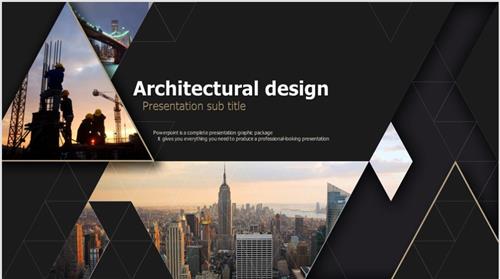 Architectural design
Presentation sub title
Powerpoint is a complete presentation graphic package
It gives you everything you need to produce a professional-looking presentation